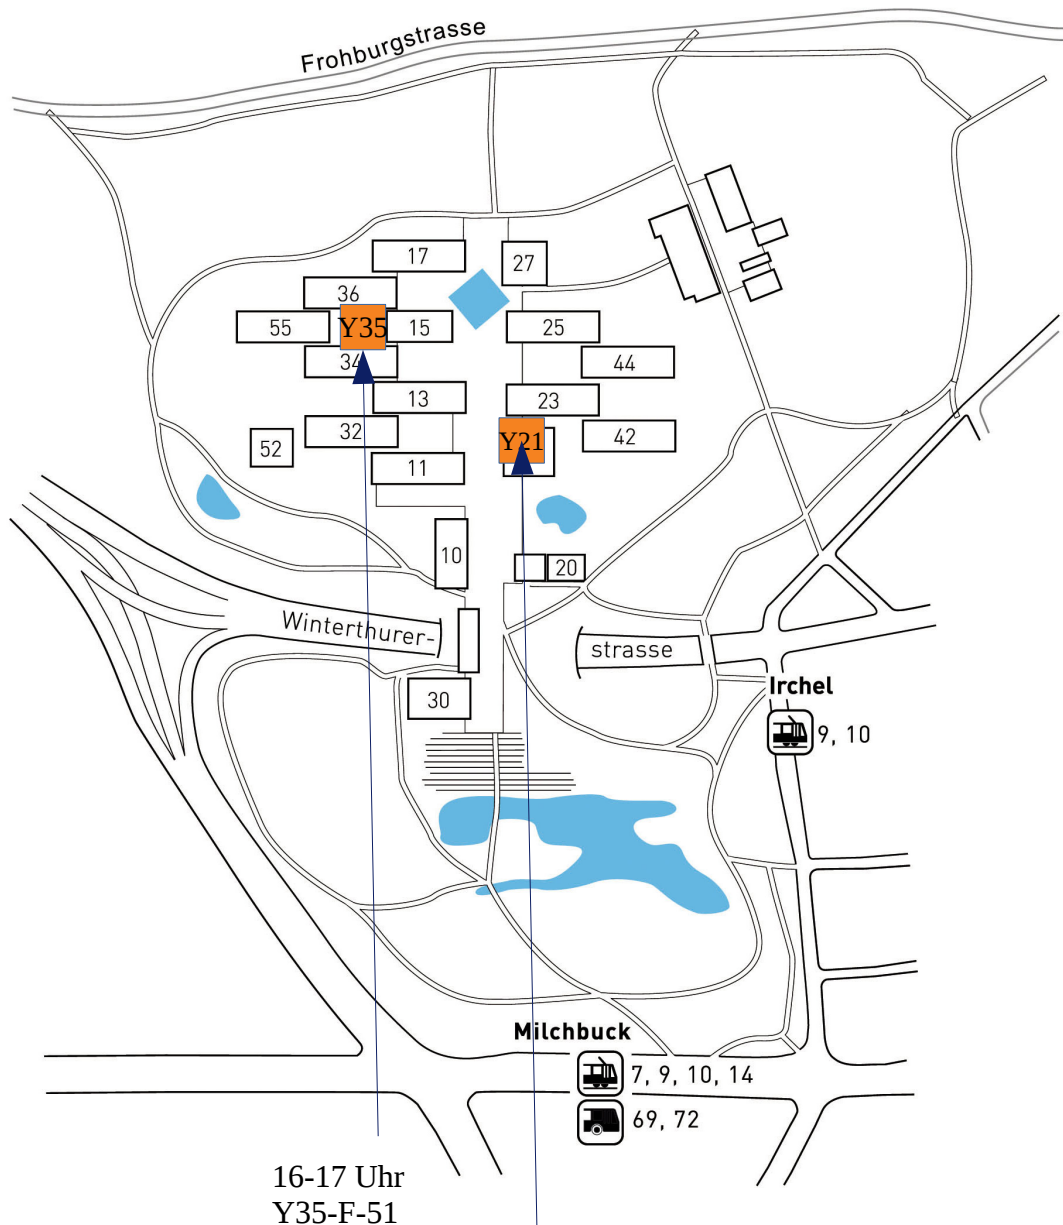 Frohburgstrasse
17
27
36
55
Y35
15
25
34
44
13
23
32
52
Y21
42
11
10
20
Winterthurer-
strasse
30
Irchel
9, 10
Milchbuck
7, 9, 10, 14
69, 72
16-17 Uhr
Y35-F-51